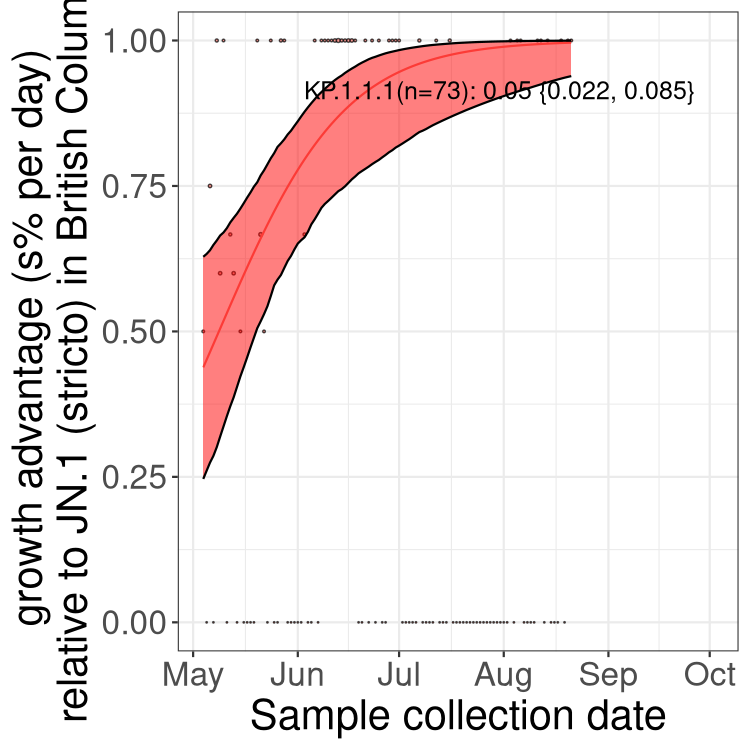 growth advantage (s% per day)
relative to JN.1 (stricto) in British Colum
1.00
0.75
0.50
0.25
0.00
KP.1.1.1(n=73): 0.05 {0.022, 0.085}
May Jun Jul Aug Sep Oct
Sample collection date